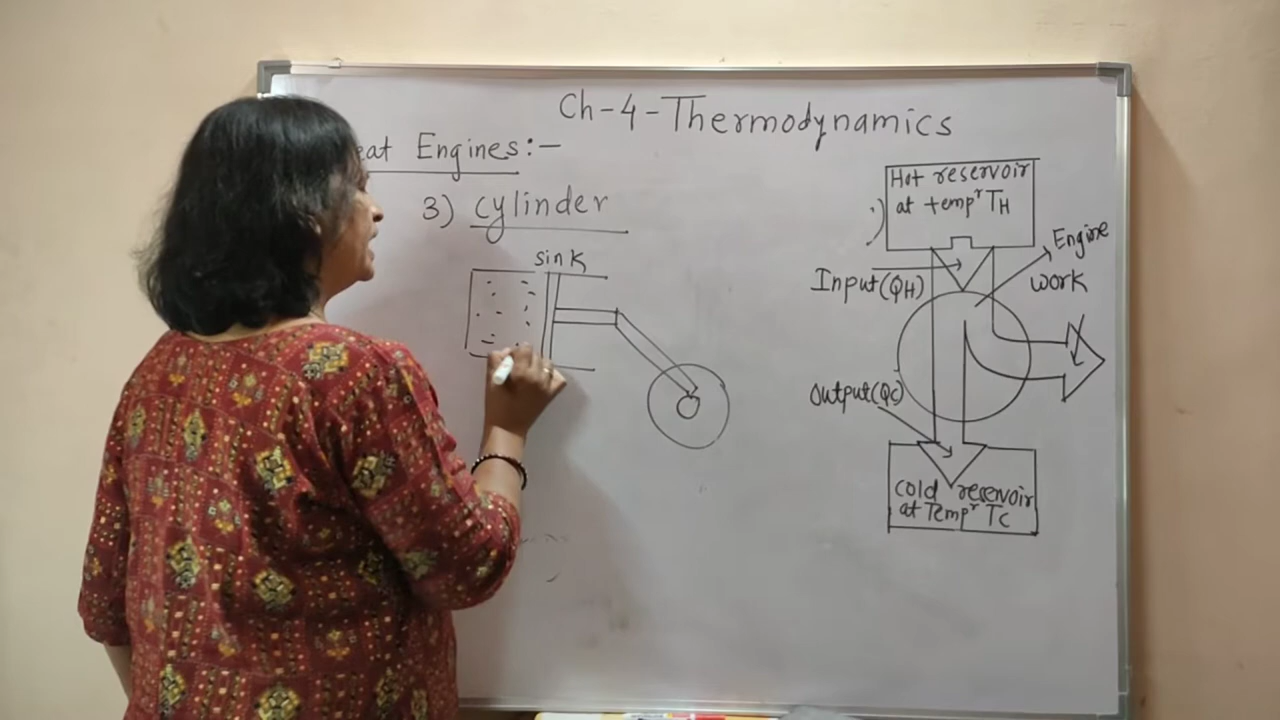 Ch-4-Thermodynamics
eat Engines:-
3) cylinder
sink
Hot reservoir
at tempr TH
Engine
work
Input(QH)
Output(Qc)
Cold reservoir
at Tempr Tc